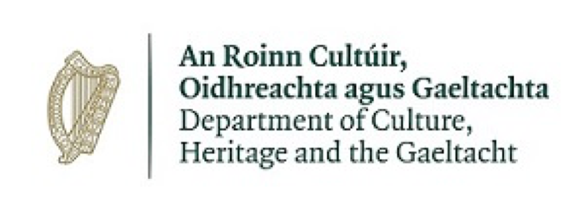 An Roinn Cultúir,
Oidhreachta agus Gaeltachta
Department of Culture,
Heritage and the Gaeltacht